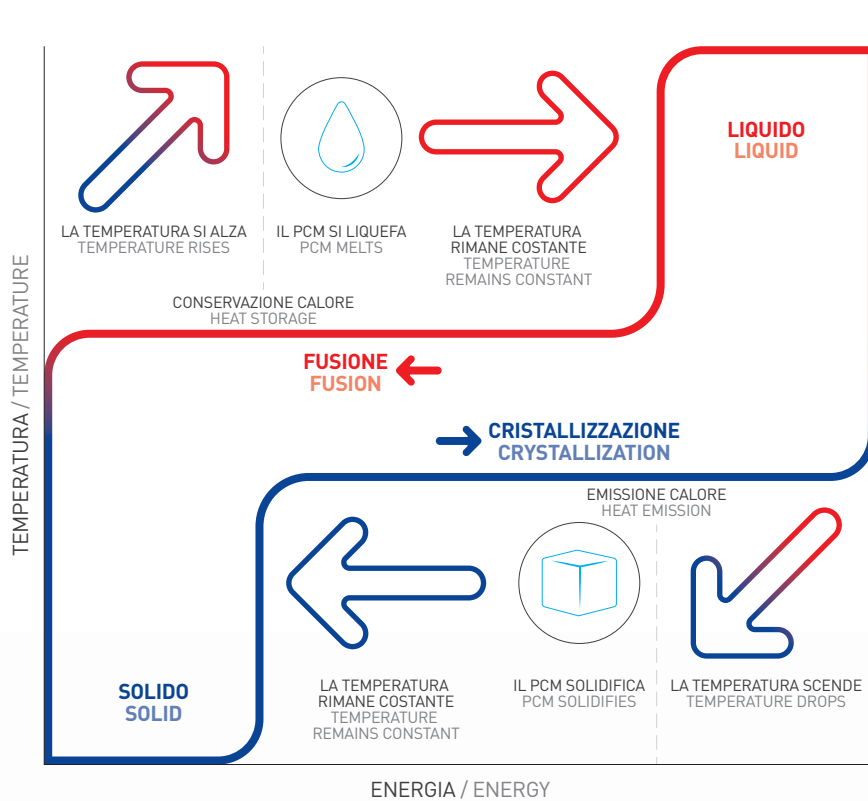 LIQUIDO
LIQUID
LA TEMPERATURA SI ALZA
TEMPERATURE RISES
IL PCM SI LIQUEFA
PCM MELTS
LA TEMPERATURA
RIMANE COSTANTE
TEMPERATURE
REMAINS CONSTANT
CONSERVAZIONE CALORE
HEAT STORAGE
FUSIONE
FUSION
TEMPERATURA / TEMPERATURE
CRISTALLIZZAZIONE
CRYSTALLIZATION
EMISSIONE CALORE
HEAT EMISSION
SOLIDO
SOLID
LA TEMPERATURA
RIMANE COSTANTE
TEMPERATURE
REMAINS CONSTANT
IL PCM SOLIDIFICA
PCM SOLIDIFIES
LA TEMPERATURA SCENDE
TEMPERATURE DROPS
ENERGIA / ENERGY